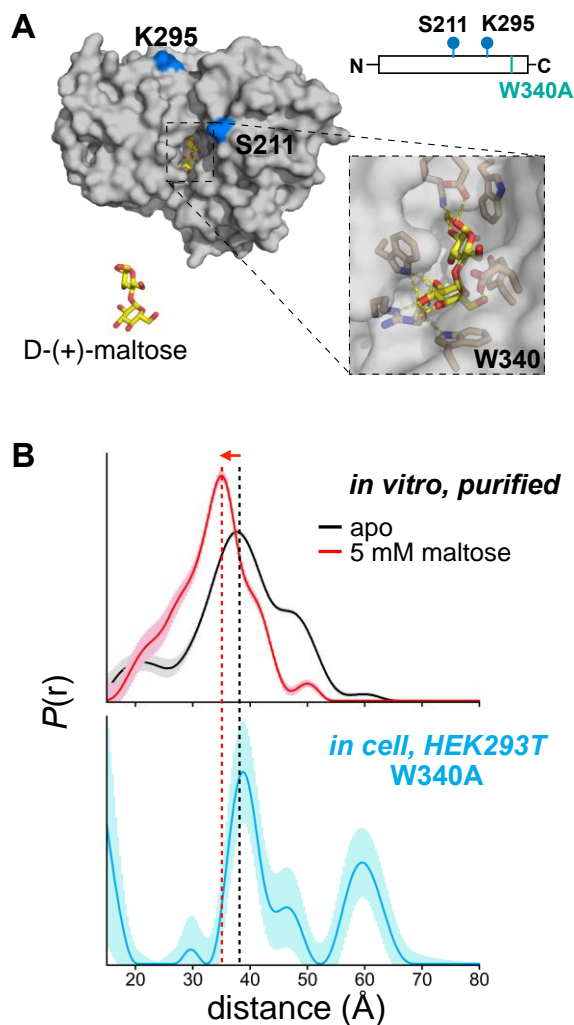 A
K295
S211
S211 K295
N
C
W340A
D-(+)-maltose
W340
B
in vitro, purified
apo
5 mM maltose
P(r)
in cell, HEK293T
W340A
20 30 40 50 60 70 80
distance (Å)